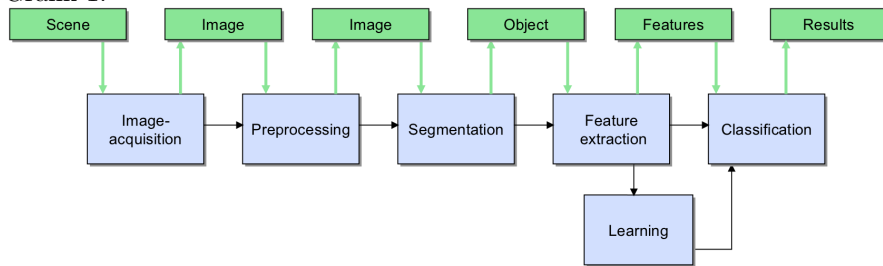 Scene
Image
Image
Object
Features
Results
Image-
acquisition
Preprocessing
Segmentation
Feature
extraction
Classification
Learning